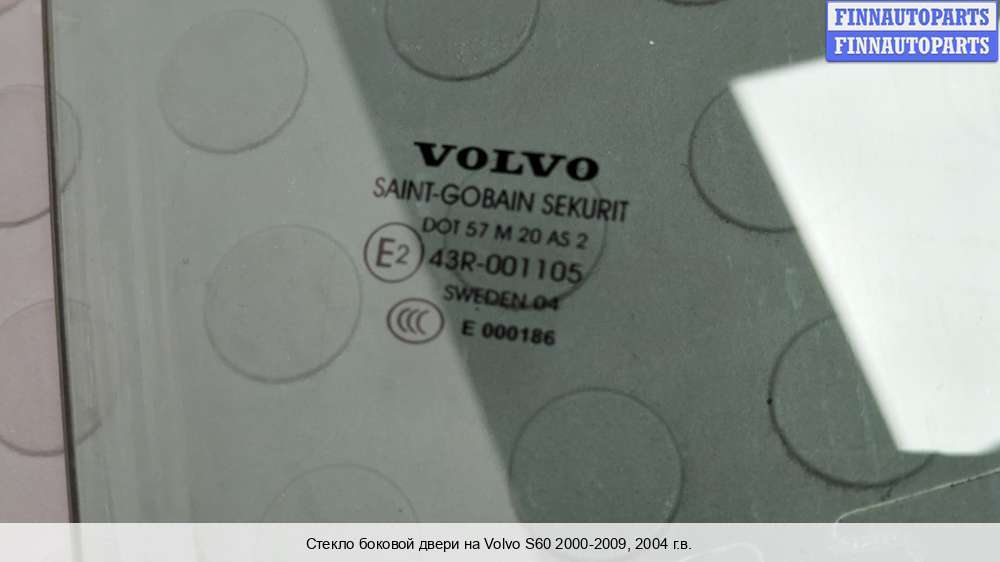 FINNAUTOPARTS
FINNAUTOPARTS
VOLVO
SAINT-GOBAIN SEKURIT
DOT 57 M 20 AS 2
E2 43R-001105
SWEDEN 04
CCC E 000186
Стекло боковой двери на Volvo S60 2000-2009, 2004 г.в.